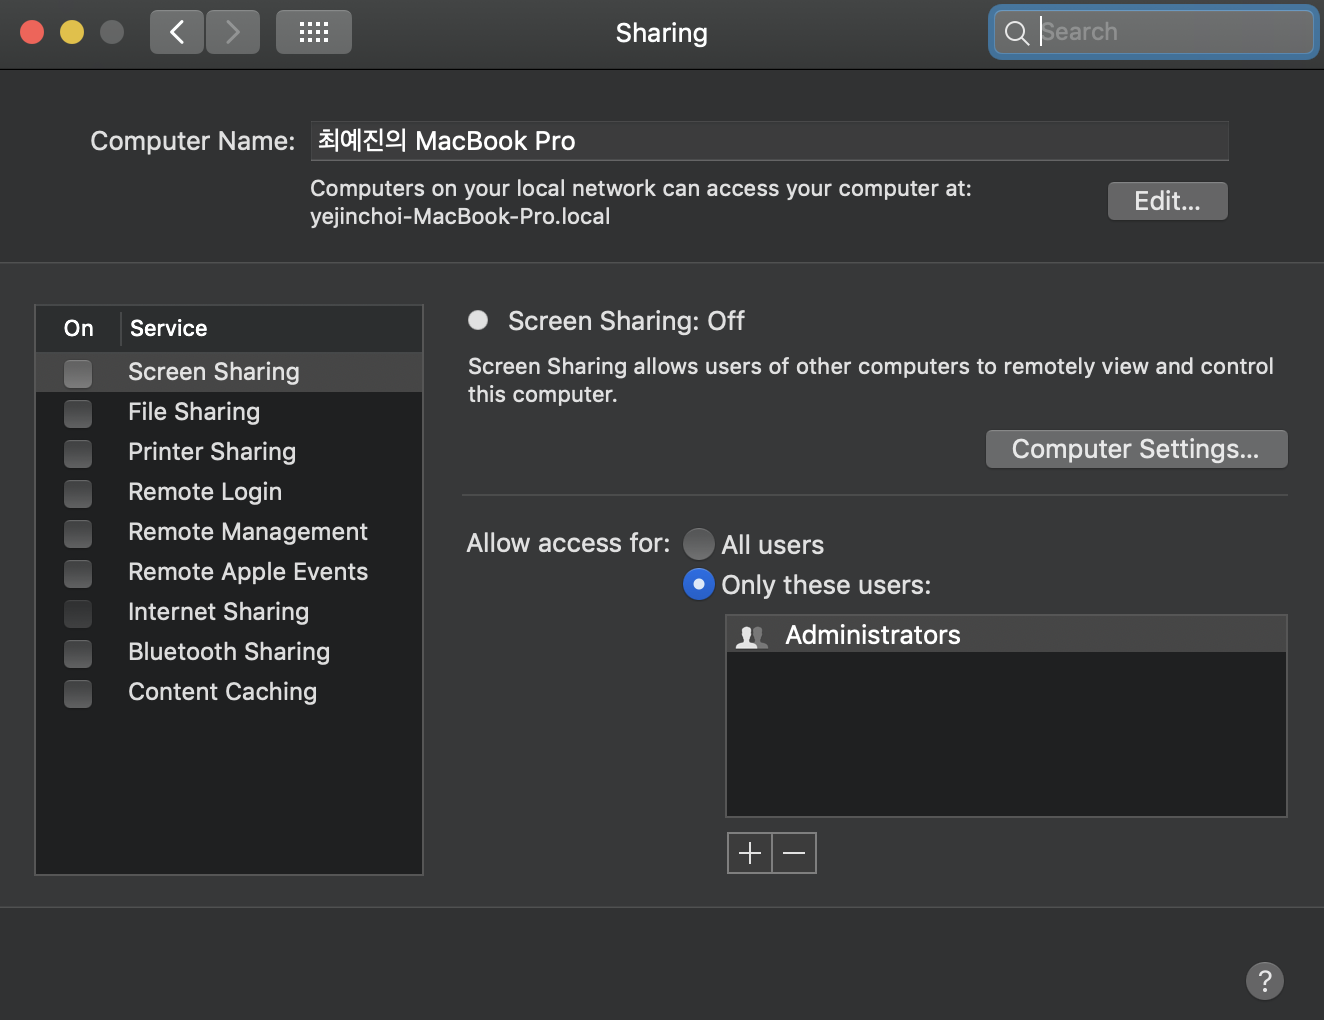 Sharing
Search
Computer Name: 최예진의 MacBook Pro
Computers on your local network can access your computer at:
yejinchoi-MacBook-Pro.local
Edit...
On Service
Screen Sharing
File Sharing
Printer Sharing
Remote Login
Remote Management
Remote Apple Events
Internet Sharing
Bluetooth Sharing
Content Caching
Screen Sharing: Off
Screen Sharing allows users of other computers to remotely view and control
this computer.
Computer Settings...
Allow access for: All users
Only these users:
Administrators
?